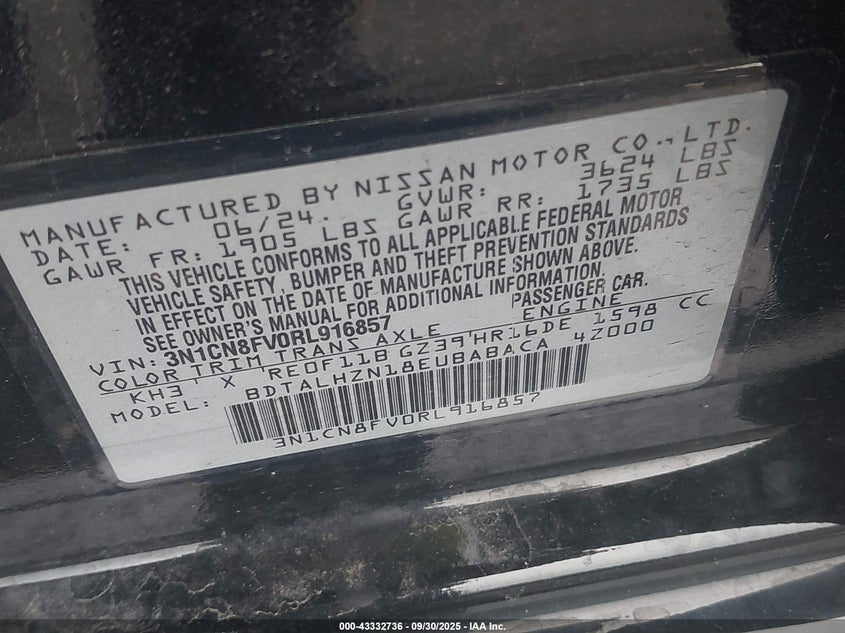 MANUFACTURED BY NISSAN MOTOR CO., LTD.
DATE: 06/24. GVWR: 3624 LBS
GAWR FR: 1905 LBS GAWR RR: 1735 LBS
THIS VEHICLE CONFORMS TO ALL APPLICABLE FEDERAL MOTOR
VEHICLE SAFETY, BUMPER AND THEFT PREVENTION STANDARDS
IN EFFECT ON THE DATE OF MANUFACTURE SHOWN ABOVE.
SEE OWNER'S MANUAL FOR ADDITIONAL INFORMATION.
VIN: 3N1CN8FV0RL916857 PASSENGER CAR.
COLOR TRIM TRANS AXLE ENGINE
KH3 X RE0F11B GZ39 HR16DE 1598 CC
MODEL: BDTALHZN18EUBABACA 4Z000
3N1CN8FV0RL916857
000-43332736 - 09/30/2025 - IAA Inc.